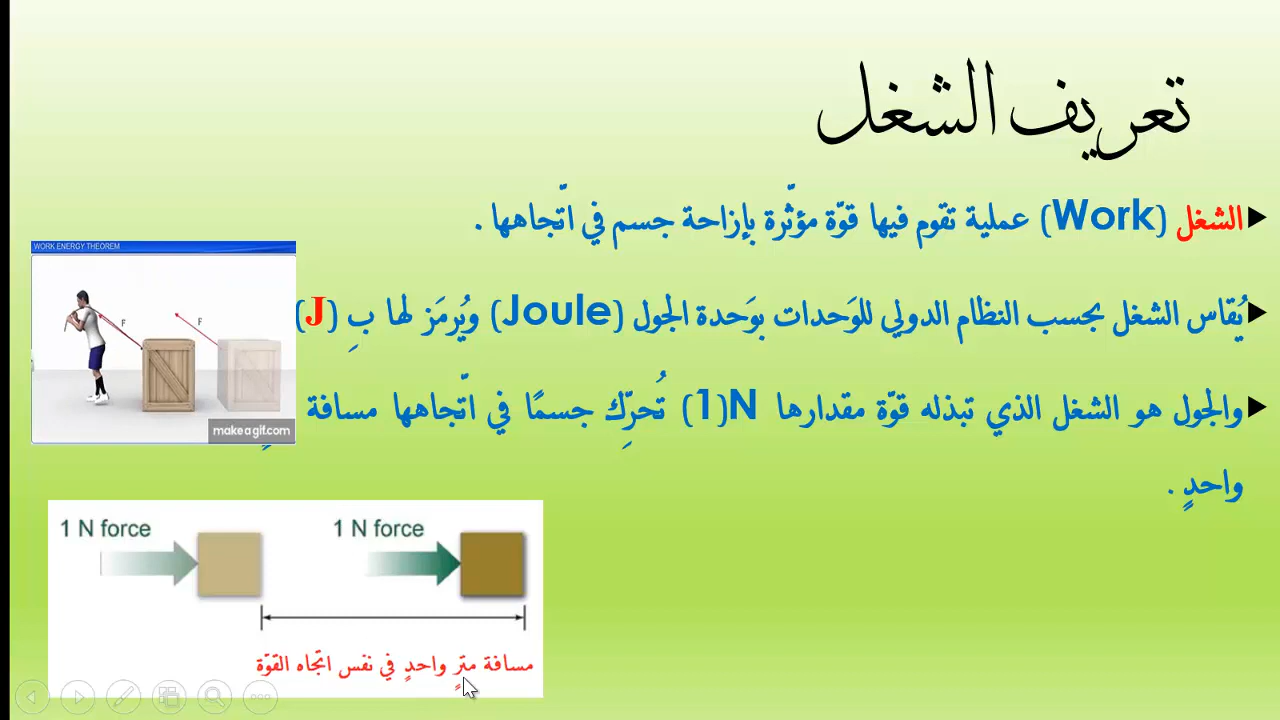 تعريف الشغل
الشغل (Work) عملية تقوم فيها قوّة مؤثّرة بإزاحة جسم في اتّجاهها .
يُقاس الشغل بحسب النظام الدولي للوَحدات بوَحدة الجول (Joule) ويُرمَز لها بِ (J)
والجول هو الشغل الذي تبذله قوّة مقدارها 1)N) تُحرِّك جسمًا في اتّجاهها مسافة
واحدٍ .
WORK ENERGY THEOREM
F
F
makeagif.com
1 N force
1 N force
مسافة مترٍ واحدٍ في نفس اتجاه القوّة